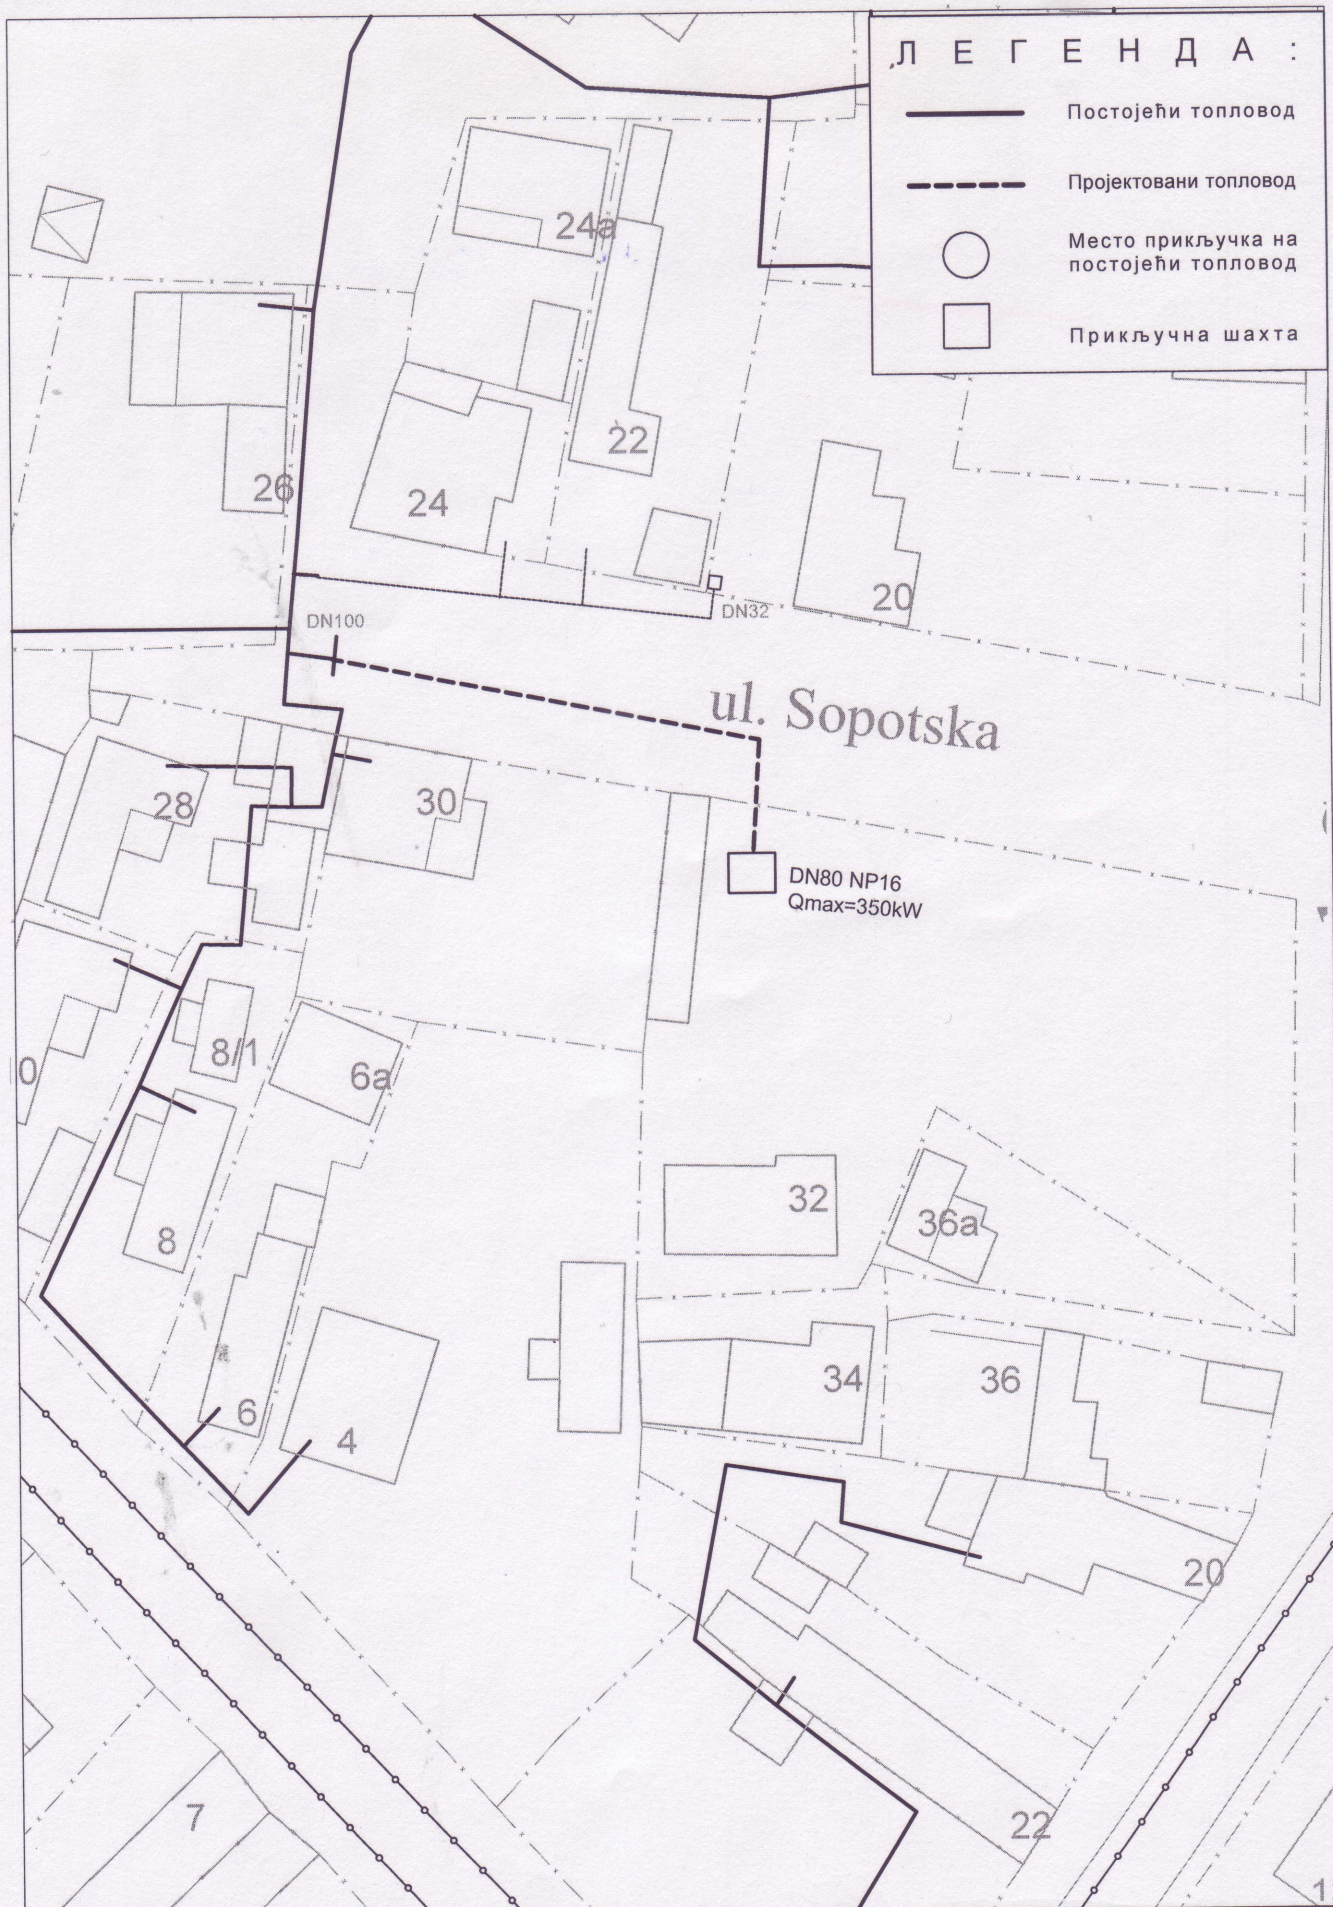 Л Е Г Е Н Д А :
Постојећи топловод
Пројектовани топловод
Место прикључка на
постојећи топловод
Прикључна шахта
24a
22
26
24
20
DN100
DN32
ul. Sopotska
28
30
DN80 NP16
Qmax=350kW
8/1
6a
0
32
36a
8
34
36
6
4
20
7
22
1